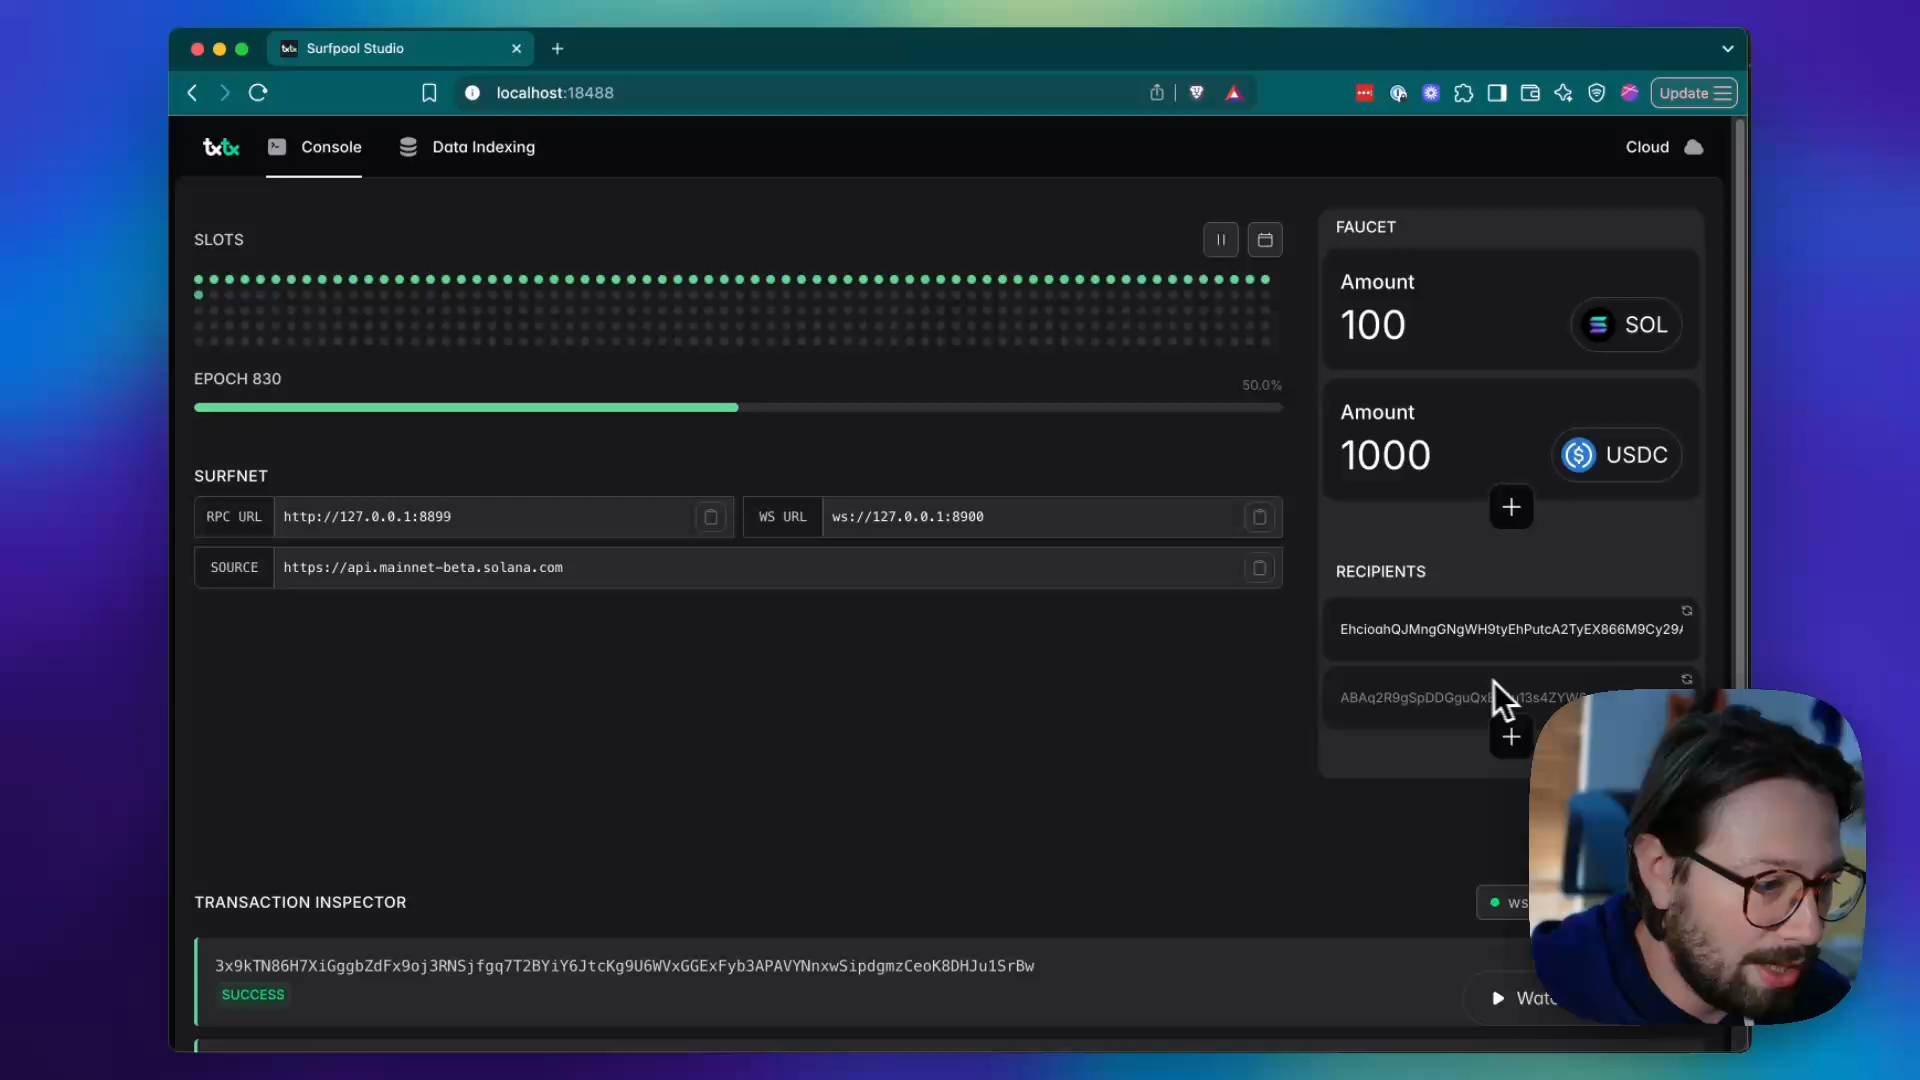 Surfpool Studio
localhost:18488
Update
txtx
Console
Data Indexing
Cloud
SLOTS
EPOCH 830
50.0%
SURFNET
RPC URL
http://127.0.0.1:8899
WS URL
ws://127.0.0.1:8900
SOURCE
https://api.mainnet-beta.solana.com
FAUCET
Amount
100
SOL
Amount
1000
USDC
RECIPIENTS
EhcioahQJMngGNgWH9tyEhPutcA2TyEX866M9Cy29A
TRANSACTION INSPECTOR
ws
3x9kTN86H7XiGggbZdFx9oj3RNSjfgq7T2BYiY6JtcKg9U6WVxGGExFyb3APAVYNnxwSipdgmzCeoK8DHJu1SrBw
SUCCESS